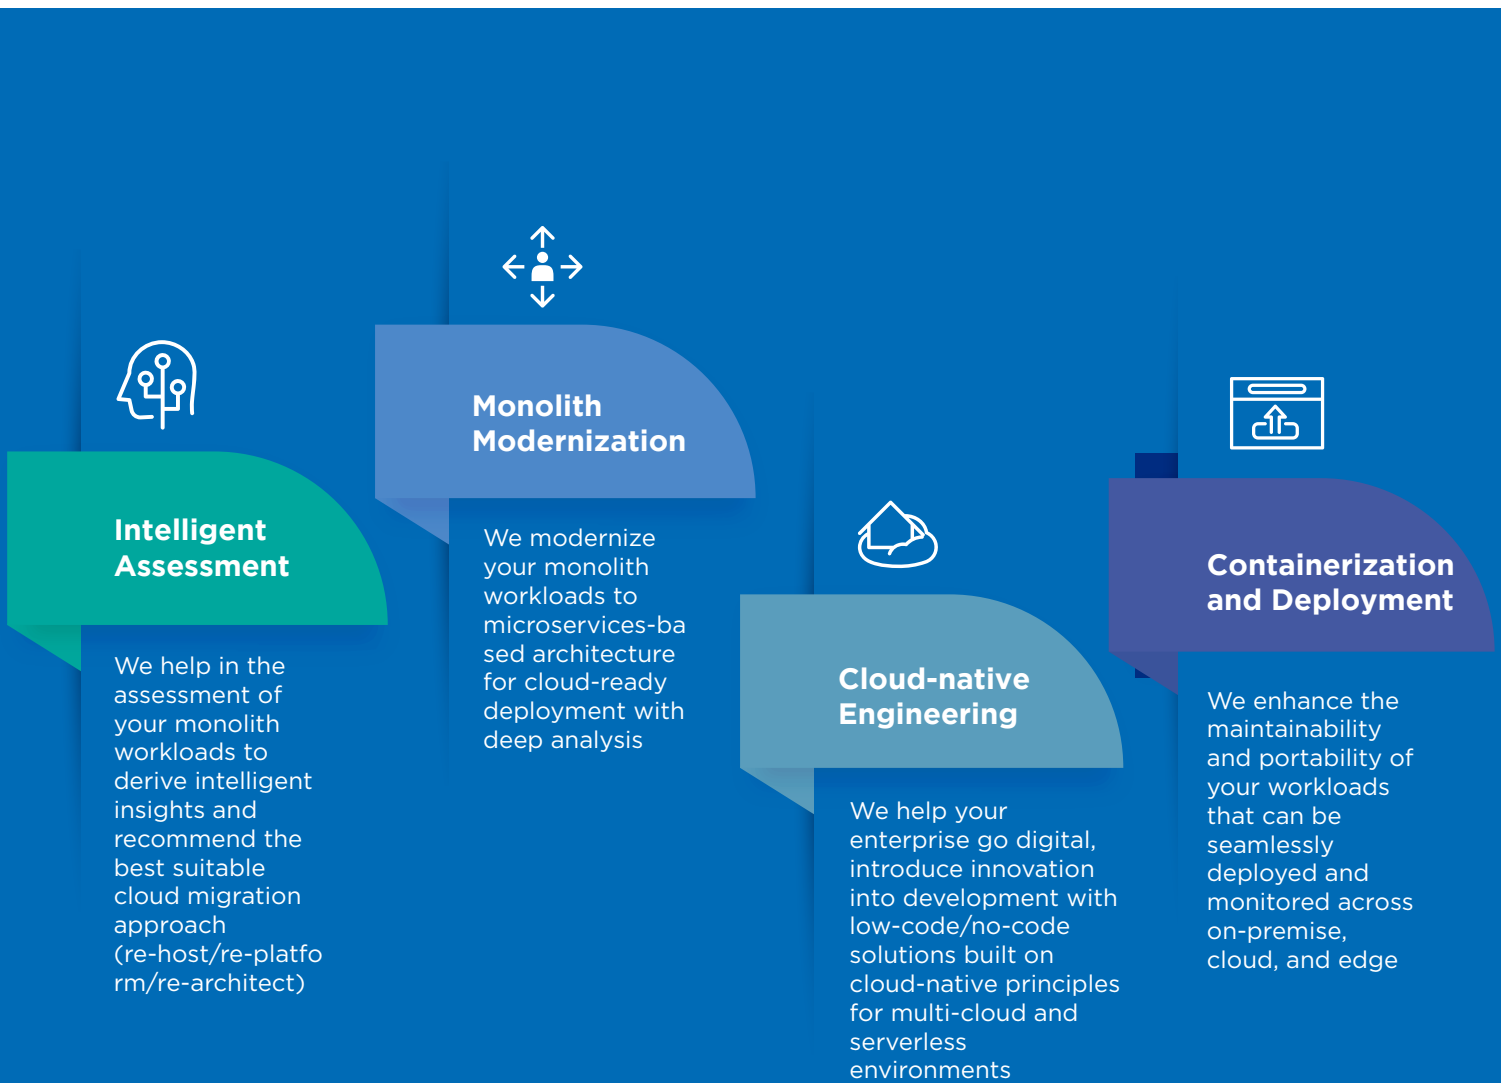 Intelligent
Assessment
We help in the
assessment of
your monolith
workloads to
derive intelligent
insights and
recommend the
best suitable
cloud migration
approach
(re-host/re-platfo
rm/re-architect)
Monolith
Modernization
We modernize
your monolith
workloads to
microservices-ba
sed architecture
for cloud-ready
deployment with
deep analysis
Cloud-native
Engineering
We help your
enterprise go digital,
introduce innovation
into development with
low-code/no-code
solutions built on
cloud-native principles
for multi-cloud and
serverless
environments
Containerization
and Deployment
We enhance the
maintainability
and portability of
your workloads
that can be
seamlessly
deployed and
monitored across
on-premise,
cloud, and edge